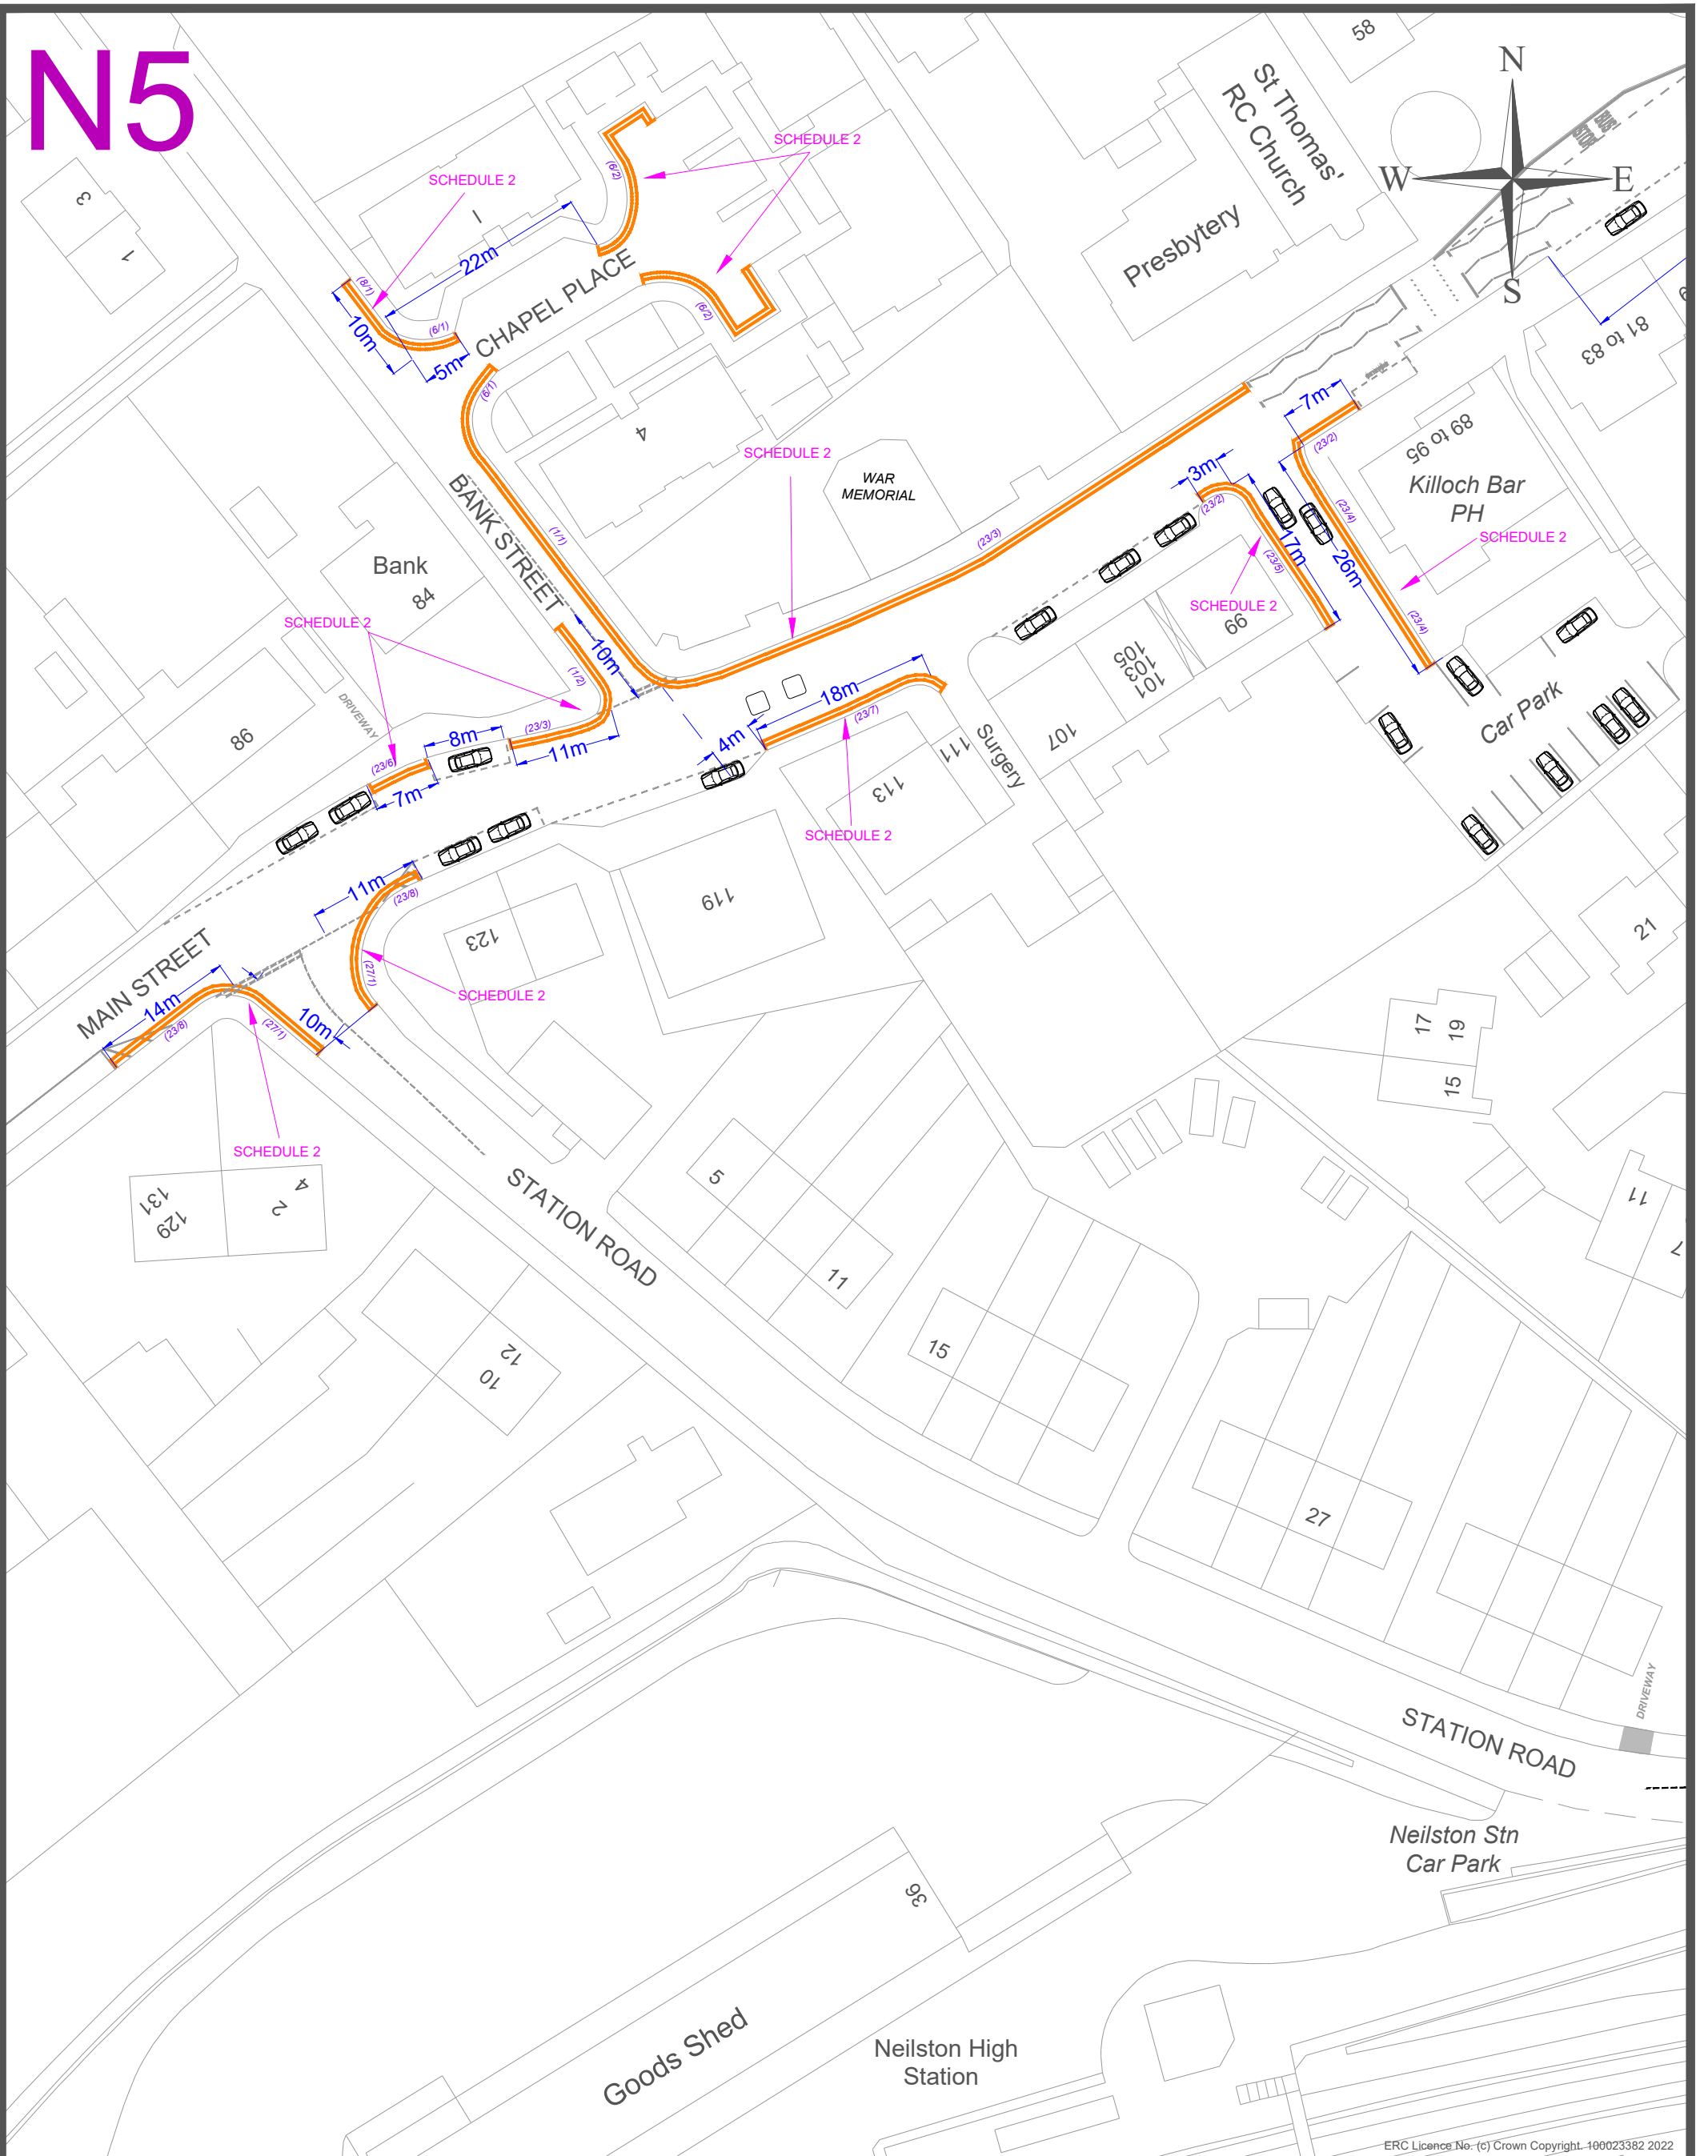 N5
58
N
W
E
S
St Thomas'
RC Church
Presbytery
SCHEDULE 2
SCHEDULE 2
(6/2)
3
1
1
22m
(8/1)
10m
(6/1)
5m
CHAPEL PLACE
(6/2)
(6/1)
4
81 to 83
SCHEDULE 2
WAR
MEMORIAL
7m
(23/2)
89 to 95
Killoch Bar
PH
3m
(23/2)
(23/4)
SCHEDULE 2
BANK STREET
(1/1)
(23/3)
17m
(23/5)
26m
Bank
84
SCHEDULE 2
SCHEDULE 2
99
(23/4)
10m
(1/2)
101
103
105
DRIVEWAY
18m
(23/7)
Surgery
107
Car Park
98
(23/3)
8m
11m
4m
(23/6)
7m
111
113
SCHEDULE 2
11m
(23/8)
119
123
21
MAIN STREET
(27/1)
SCHEDULE 2
14m
(23/8)
(27/1)
10m
17
19
15
SCHEDULE 2
131
129
4
2
STATION ROAD
5
11
11
7
15
12
10
27
DRIVEWAY
STATION ROAD
Neilston Stn
Car Park
36
Goods Shed
Neilston High
Station
ERC Licence No. (c) Crown Copyright. 100023382 2022